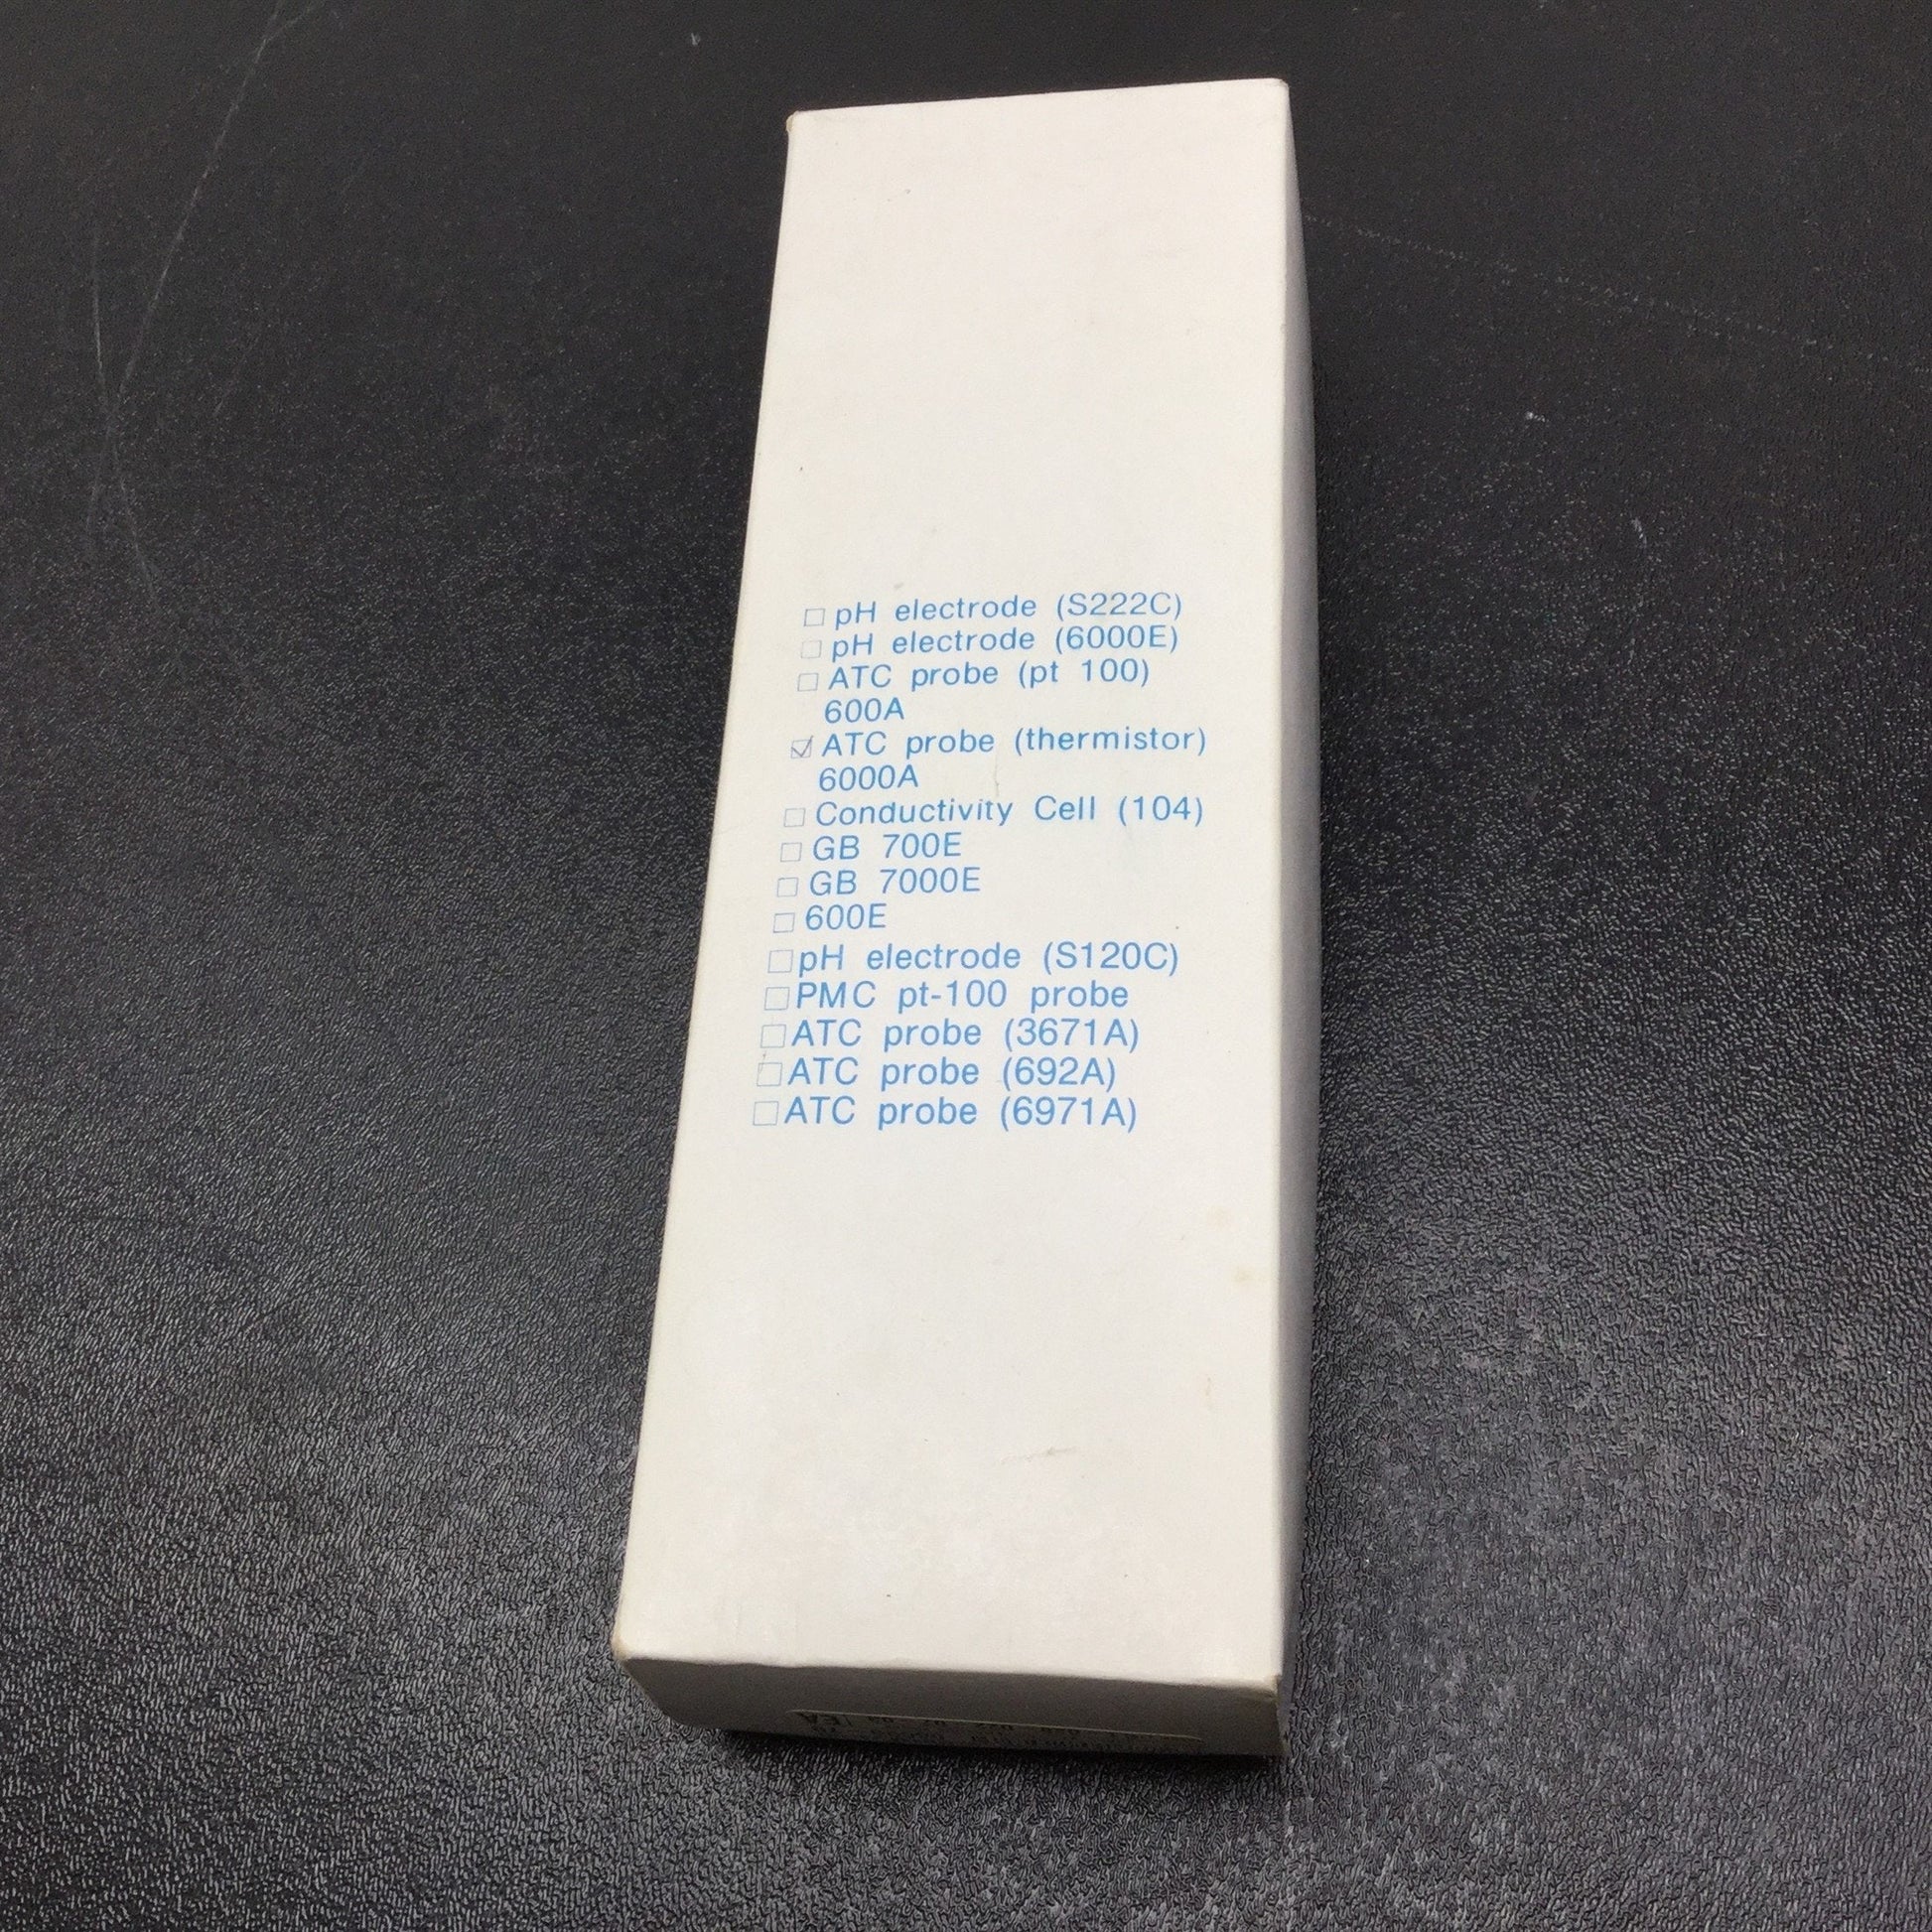 ☐ pH electrode (S222C)
☐ pH electrode (6000E)
☐ ATC probe (pt 100)
600A
☑ ATC probe (thermistor)
6000A
☐ Conductivity Cell (104)
☐ GB 700E
☐ GB 7000E
☐ 600E
☐ pH electrode (S120C)
☐ PMC pt-100 probe
☐ ATC probe (3671A)
☐ ATC probe (692A)
☐ ATC probe (6971A)